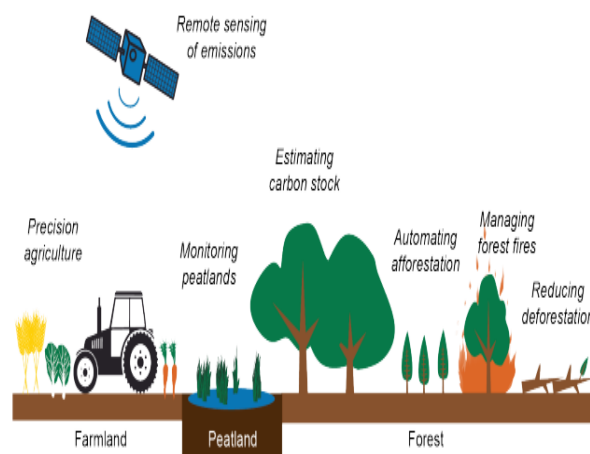 Remote sensing
of emissions
Estimating
carbon stock
Precision
agriculture
Monitoring
peatlands
Automating
afforestation
Managing
forest fires
Reducing
deforestation
Farmland
Peatland
Forest